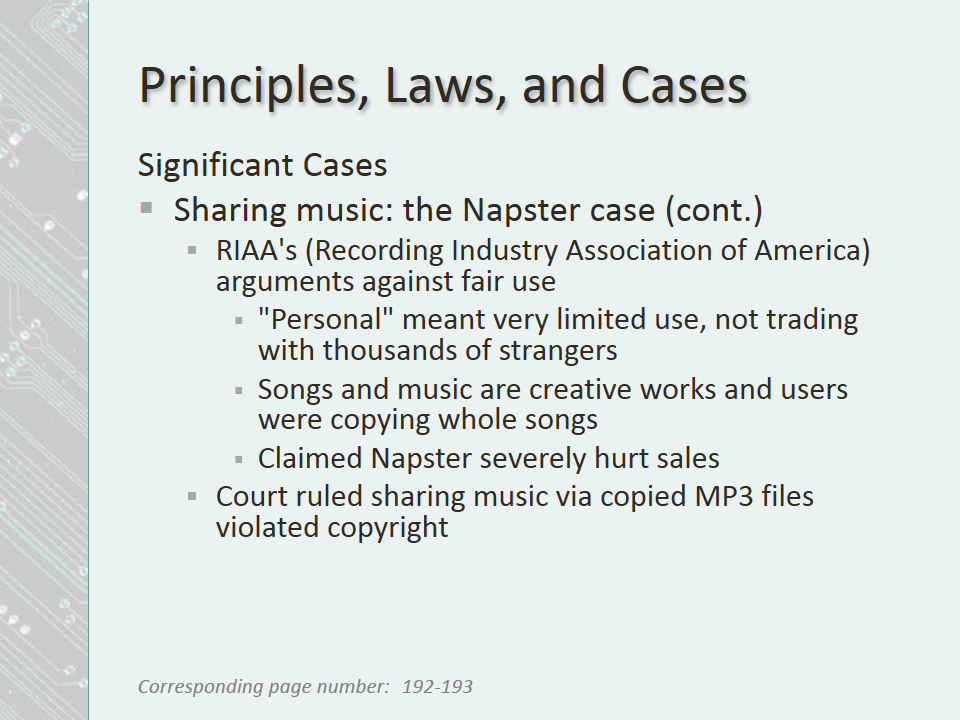 Principles, Laws, and Cases
Significant Cases
▪ Sharing music: the Napster case (cont.)
▪ RIAA's (Recording Industry Association of America)
arguments against fair use
▪ "Personal" meant very limited use, not trading
with thousands of strangers
▪ Songs and music are creative works and users
were copying whole songs
▪ Claimed Napster severely hurt sales
▪ Court ruled sharing music via copied MP3 files
violated copyright
Corresponding page number: 192-193